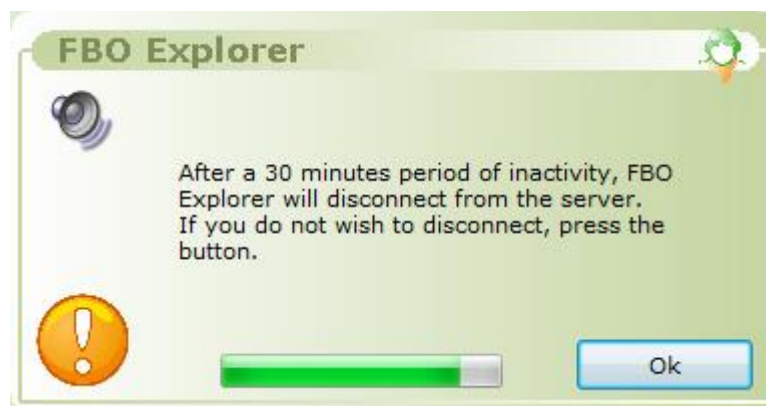 FBO Explorer
After a 30 minutes period of inactivity, FBO
Explorer will disconnect from the server.
If you do not wish to disconnect, press the
button.
Ok